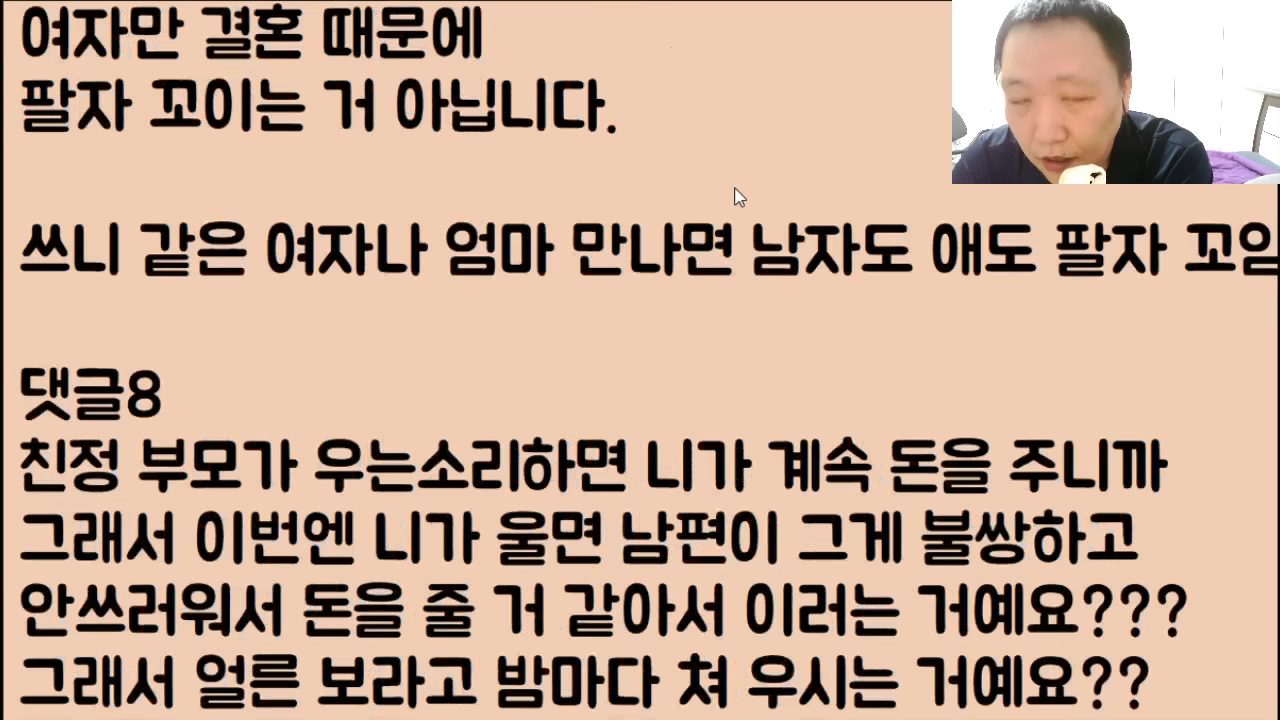 여자만 결혼 때문에
팔자 꼬이는 거 아닙니다.
쓰니 같은 여자나 엄마 만나면 남자도 애도 팔자 꼬임
댓글8
친정 부모가 우는소리하면 니가 계속 돈을 주니까
그래서 이번엔 니가 울면 남편이 그게 불쌍하고
안쓰러워서 돈을 줄 거 같아서 이러는 거예요???
그래서 얼른 보라고 밤마다 쳐 우시는 거예요??